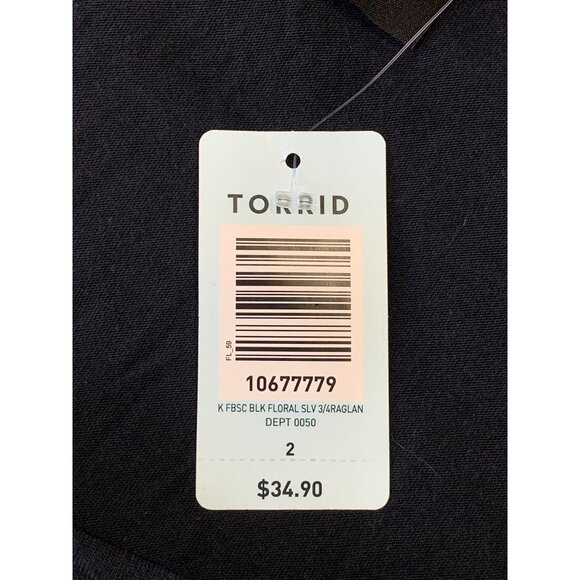 TORRID
FL_59
10677779
K FBSC BLK FLORAL SLV 3/4RAGLAN
DEPT 0050
2
$34.90